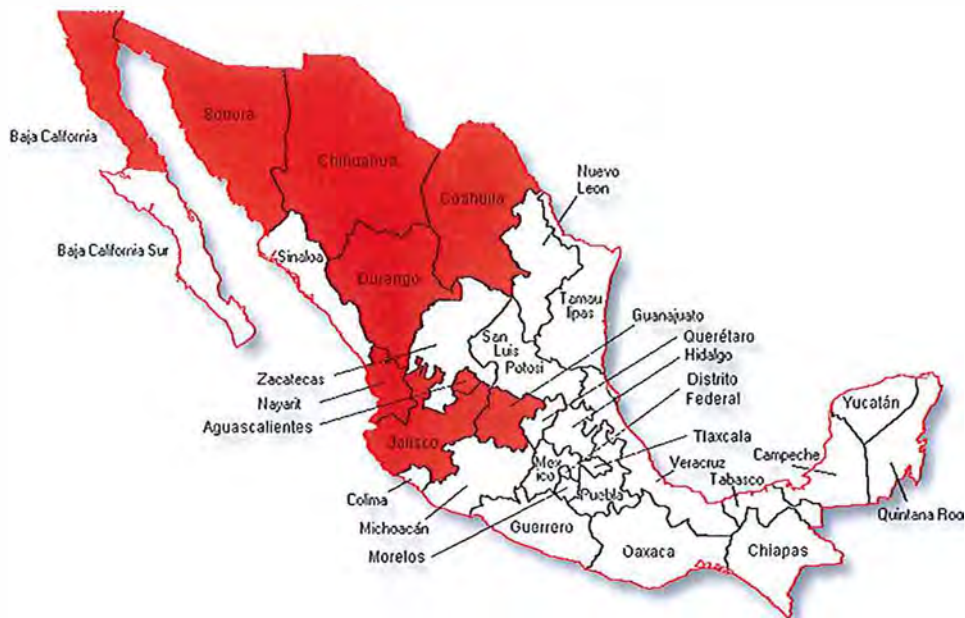 Baja California
Sonora
Chihuahua
Coahuila
Nuevo
Leon
Baja California Sur
Sinaloa
Durango
Tamau
lipas
Guanajuato
San
Luis
Potosí
Querétaro
Hidalgo
Zacatecas
Nayarit
Aguascalientes
Distrito
Federal
Yucatán
Jalisco
Tlaxcala
Mex
ico
Veracruz
Campeche
Tabasco
Colima
Puebla
Quintana Roo
Michoacán
Guerrero
Morelos
Oaxaca
Chiapas